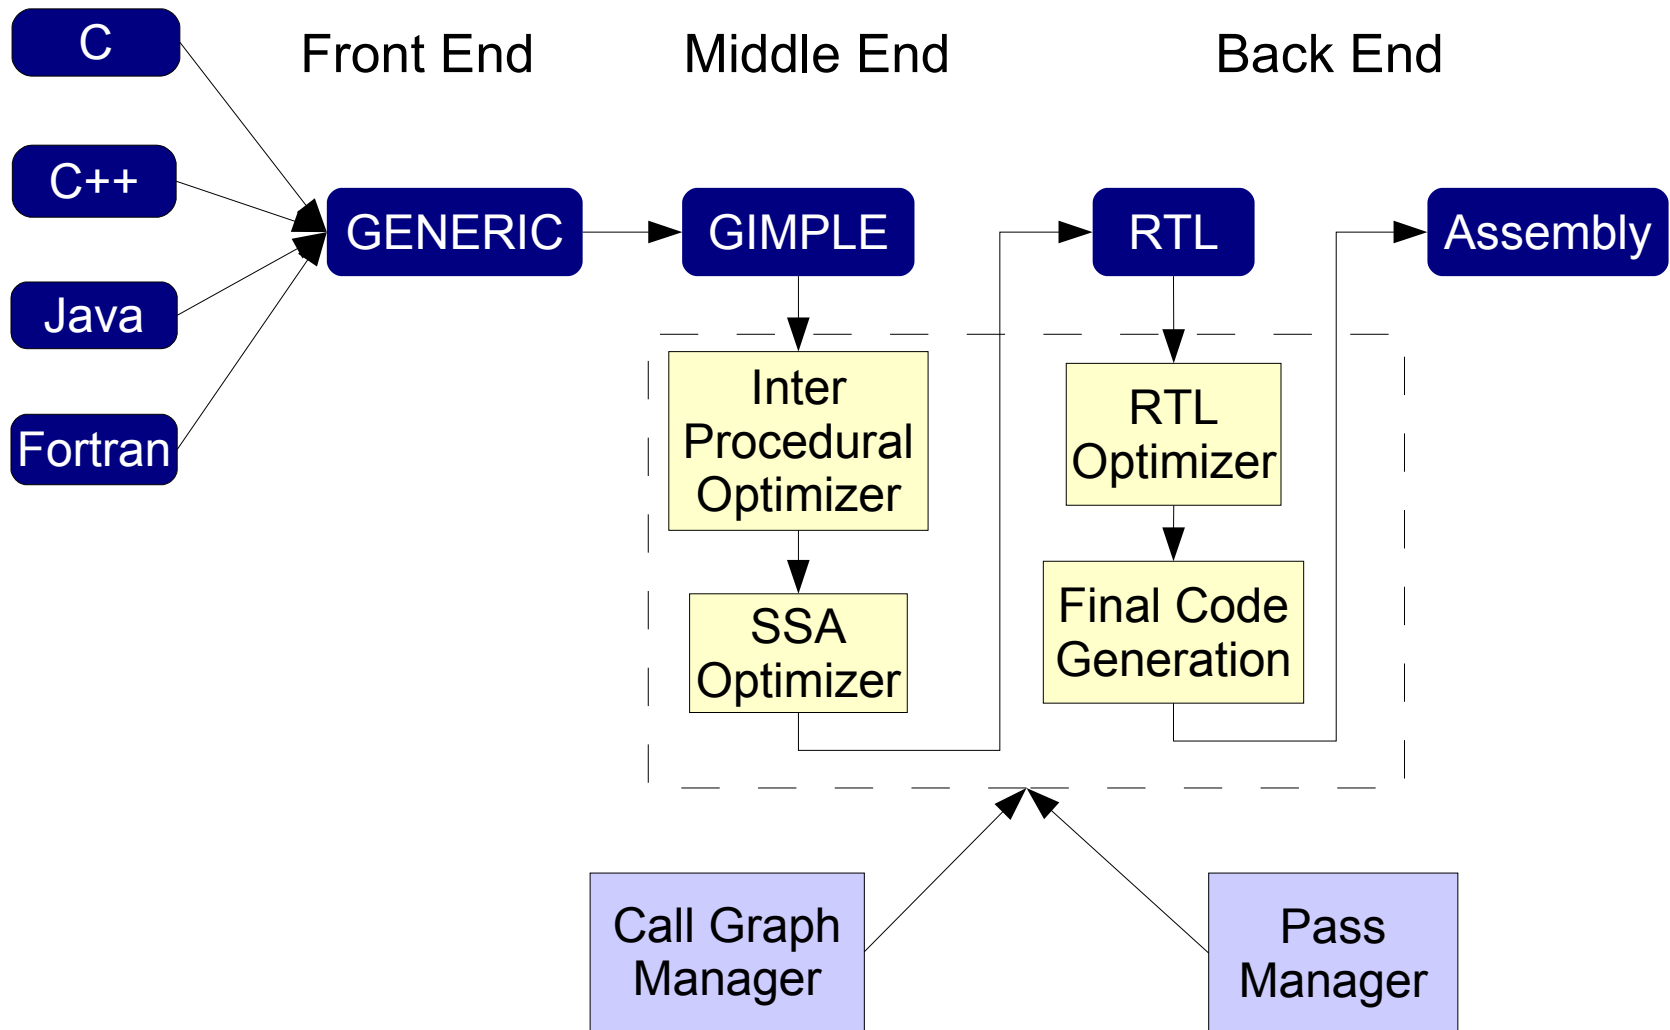 C
Front End
Middle End
Back End
C++
GENERIC
GIMPLE
RTL
Assembly
Java
Fortran
Inter
Procedural
Optimizer
SSA
Optimizer
RTL
Optimizer
Final Code
Generation
Call Graph
Manager
Pass
Manager